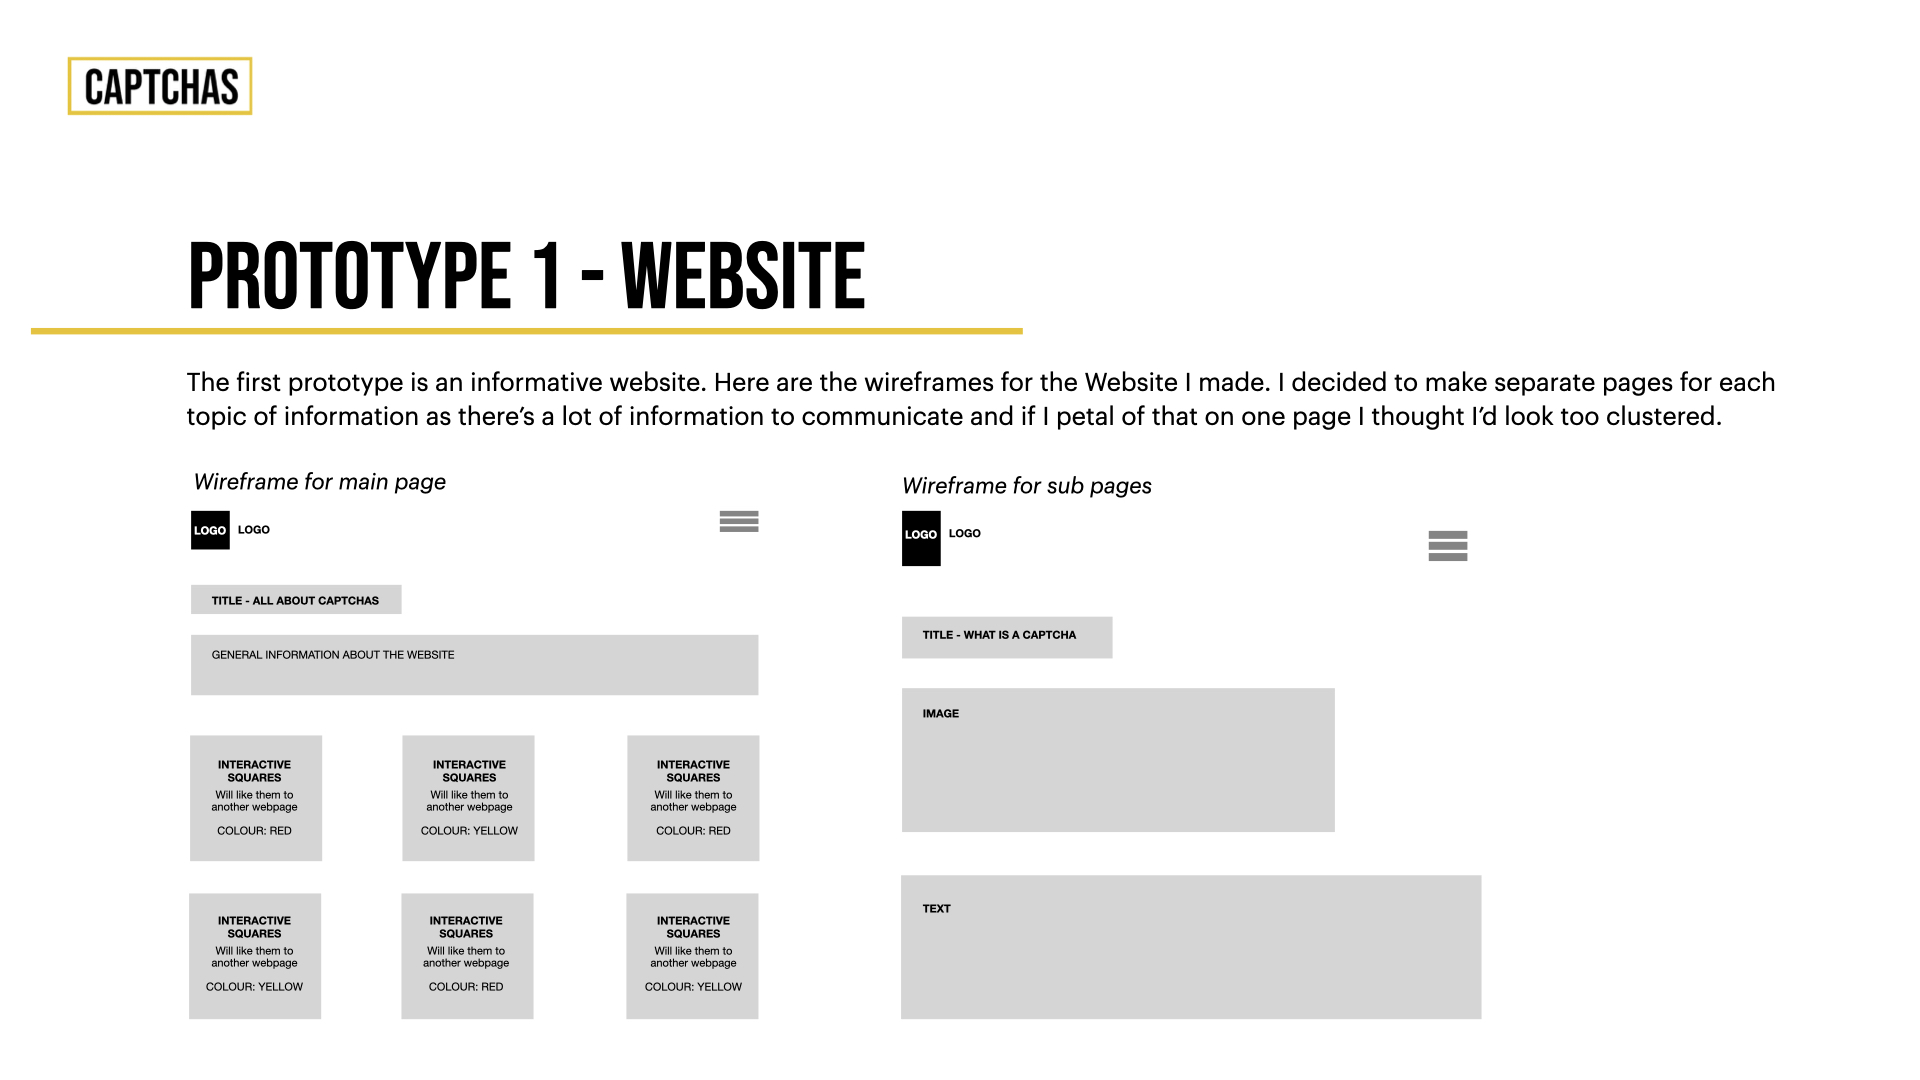 CAPTCHAS
PROTOTYPE 1 - WEBSITE
The first prototype is an informative website. Here are the wireframes for the Website I made. I decided to make separate pages for each
topic of information as there’s a lot of information to communicate and if I petal of that on one page I thought I’d look too clustered.
Wireframe for main page
LOGO LOGO
TITLE - ALL ABOUT CAPTCHAS
GENERAL INFORMATION ABOUT THE WEBSITE
INTERACTIVE
SQUARES
Will like them to
another webpage
COLOUR: RED
INTERACTIVE
SQUARES
Will like them to
another webpage
COLOUR: YELLOW
INTERACTIVE
SQUARES
Will like them to
another webpage
COLOUR: RED
INTERACTIVE
SQUARES
Will like them to
another webpage
COLOUR: YELLOW
INTERACTIVE
SQUARES
Will like them to
another webpage
COLOUR: RED
INTERACTIVE
SQUARES
Will like them to
another webpage
COLOUR: YELLOW
Wireframe for sub pages
LOGO LOGO
TITLE - WHAT IS A CAPTCHA
IMAGE
TEXT